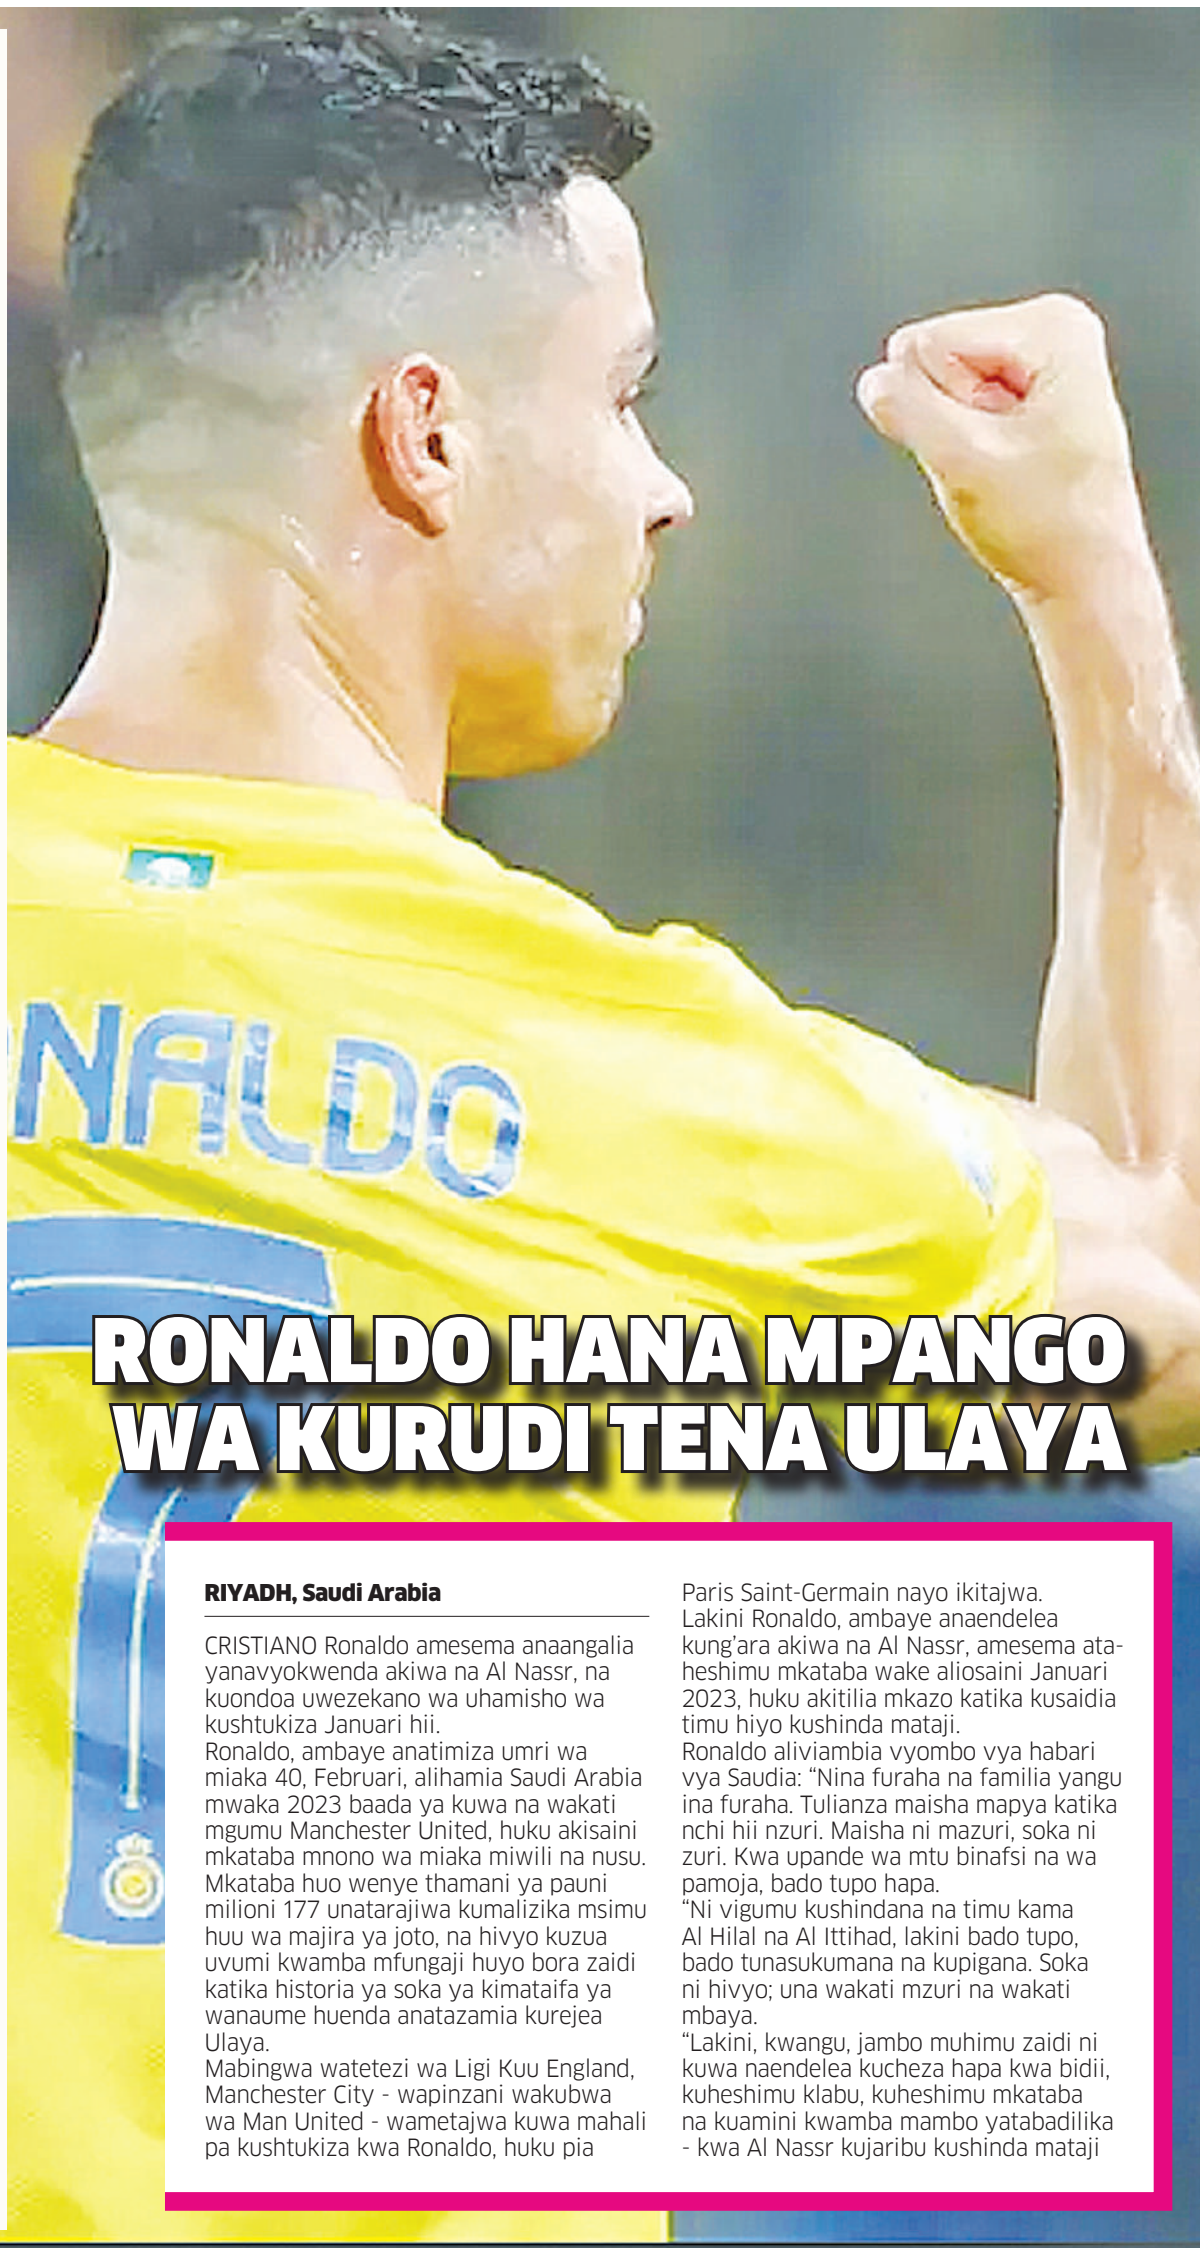 NALDO
RONALDO HANA MPANGO
WA KURUDI TENA ULAYA
RIYADH, Saudi Arabia
CRISTIANO Ronaldo amesema anaangalia
yanavyokwenda akiwa na Al Nassr, na
kuondoa uwezekano wa uhamisho wa
kushtukiza Januari hii.
Ronaldo, ambaye anatimiza umri wa
miaka 40, Februari, alihamia Saudi Arabia
mwaka 2023 baada ya kuwa na wakati
mgumu Manchester United, huku akisaini
mkataba mnono wa miaka miwili na nusu.
Mkataba huo wenye thamani ya pauni
milioni 177 unatarajiwa kumalizika msimu
huu wa majira ya joto, na hivyo kuzua
uvumi kwamba mfungaji huyo bora zaidi
katika historia ya soka ya kimataifa ya
wanaume huenda anatazamia kurejea
Ulaya.
Mabingwa watetezi wa Ligi Kuu England,
Manchester City - wapinzani wakubwa
wa Man United - wametajwa kuwa mahali
pa kushtukiza kwa Ronaldo, huku pia
Paris Saint-Germain nayo ikitajwa.
Lakini Ronaldo, ambaye anaendelea
kung'ara akiwa na Al Nassr, amesema ata-
heshimu mkataba wake aliosaini Januari
2023, huku akitilia mkazo katika kusaidia
timu hiyo kushinda mataji.
Ronaldo aliviambia vyombo vya habari
vya Saudia: “Nina furaha na familia yangu
ina furaha. Tulianza maisha mapya katika
nchi hii nzuri. Maisha ni mazuri, soka ni
zuri. Kwa upande wa mtu binafsi na wa
pamoja, bado tupo hapa.
“Ni vigumu kushindana na timu kama
Al Hilal na Al Ittihad, lakini bado tupo,
bado tunasukumana na kupigana. Soka
ni hivyo; una wakati mzuri na wakati
mbaya.
“Lakini, kwangu, jambo muhimu zaidi ni
kuwa naendelea kucheza hapa kwa bidii,
kuheshimu klabu, kuheshimu mkataba
na kuamini kwamba mambo yatabadilika
- kwa Al Nassr kujaribu kushinda mataji